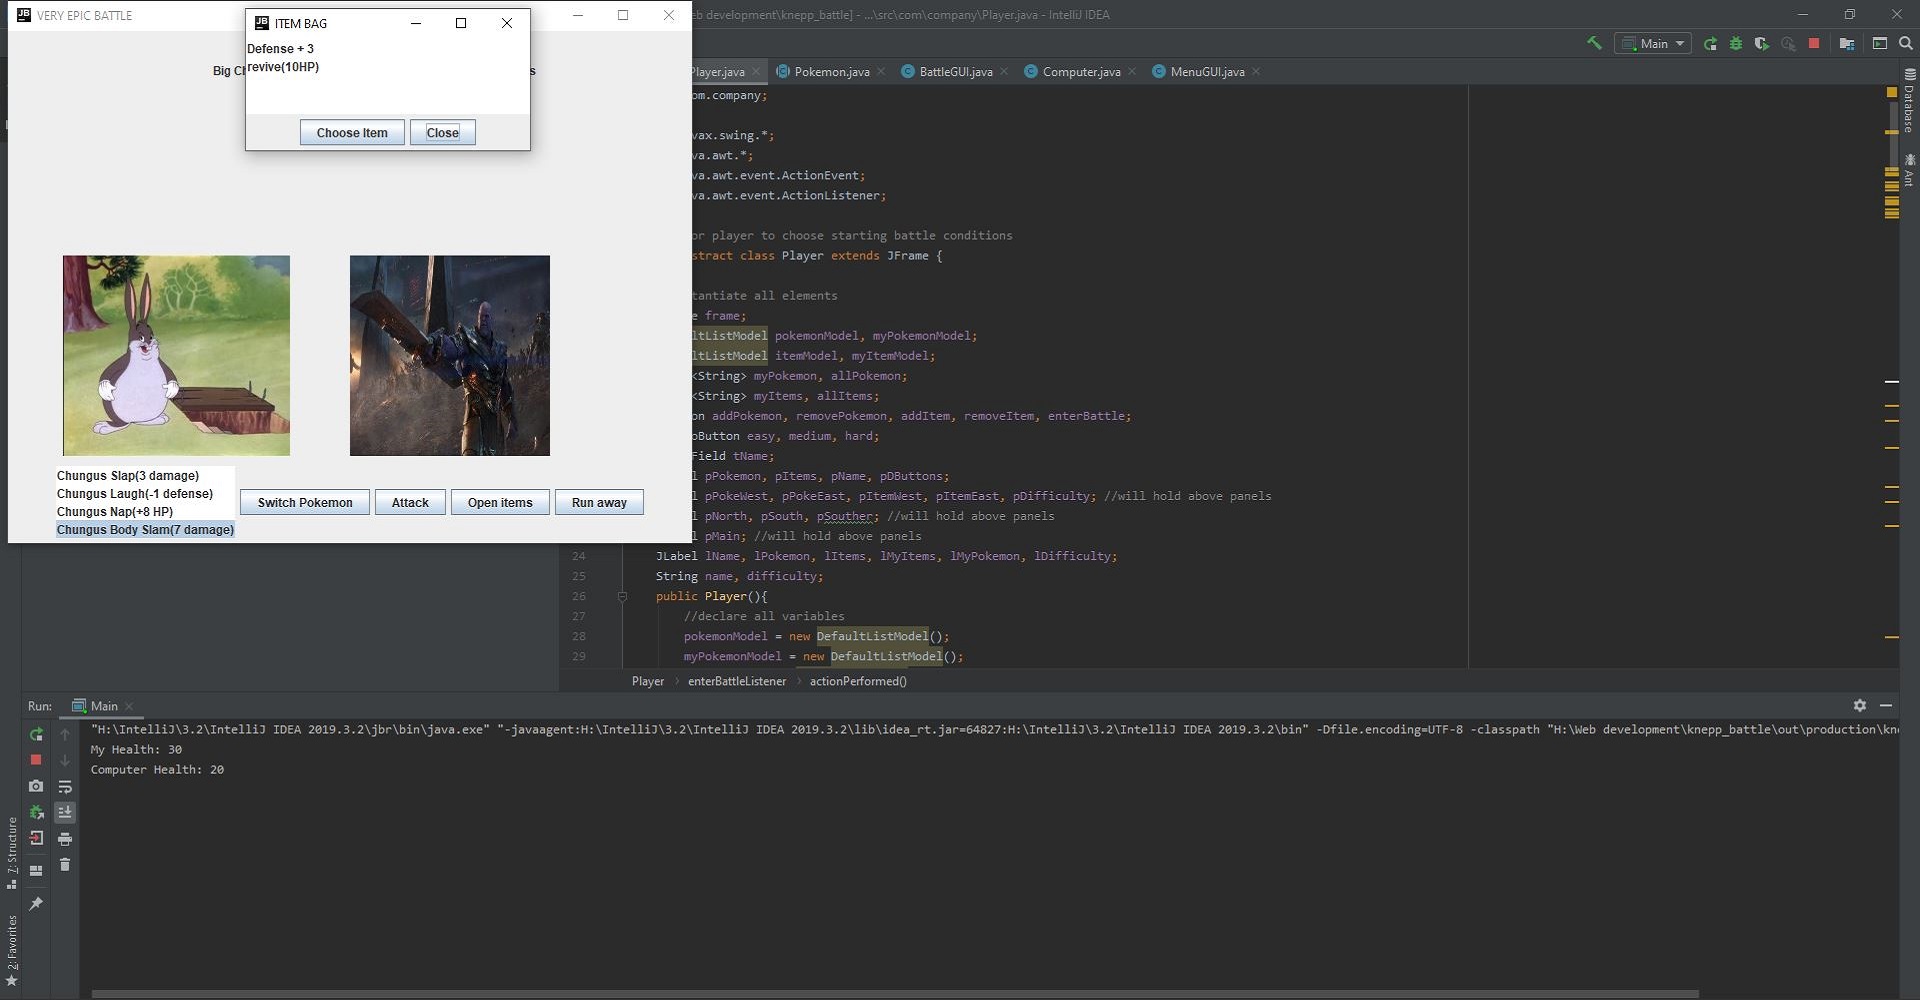 VERY EPIC BATTLE
ITEM BAG
Defense + 3
revive(10HP)
Choose Item
Close
Big Ch
s
Chungus Slap(3 damage)
Chungus Laugh(-1 defense)
Chungus Nap(+8 HP)
Chungus Body Slam(7 damage)
Switch Pokemon
Attack
Open items
Run away
eb development\knepp_battle] - ...\src\com\company\Player.java - IntelliJ IDEA
Main
Player.java
Pokemon.java
BattleGUI.java
Computer.java
MenuGUI.java
om.company;
vax.swing.*;
va.awt.*;
va.awt.event.ActionEvent;
va.awt.event.ActionListener;
or player to choose starting battle conditions
stract class Player extends JFrame {
tantiate all elements
e frame;
ltListModel pokemonModel, myPokemonModel;
ltListModel itemModel, myItemModel;
<String> myPokemon, allPokemon;
<String> myItems, allItems;
on addPokemon, removePokemon, addItem, removeItem, enterBattle;
oButton easy, medium, hard;
Field tName;
l pPokemon, pItems, pName, pDButtons;
l pPokeWest, pPokeEast, pItemWest, pItemEast, pDifficulty; //will hold above panels
l pNorth, pSouth, pSouther; //will hold above panels
l pMain; //will hold above panels
24 JLabel lName, lPokemon, lItems, lMyItems, lMyPokemon, lDifficulty;
25 String name, difficulty;
26 public Player(){
27 //declare all variables
28 pokemonModel = new DefaultListModel();
29 myPokemonModel = new DefaultListModel();
Player > enterBattleListener > actionPerformed()
Database
Ant
Run: Main
"H:\IntelliJ\3.2\IntelliJ IDEA 2019.3.2\jbr\bin\java.exe" "-javaagent:H:\IntelliJ\3.2\IntelliJ IDEA 2019.3.2\lib\idea_rt.jar=64827:H:\IntelliJ\3.2\IntelliJ IDEA 2019.3.2\bin" -Dfile.encoding=UTF-8 -classpath "H:\Web development\knepp_battle\out\production\kne
My Health: 30
Computer Health: 20
7: Structure
2: Favorites